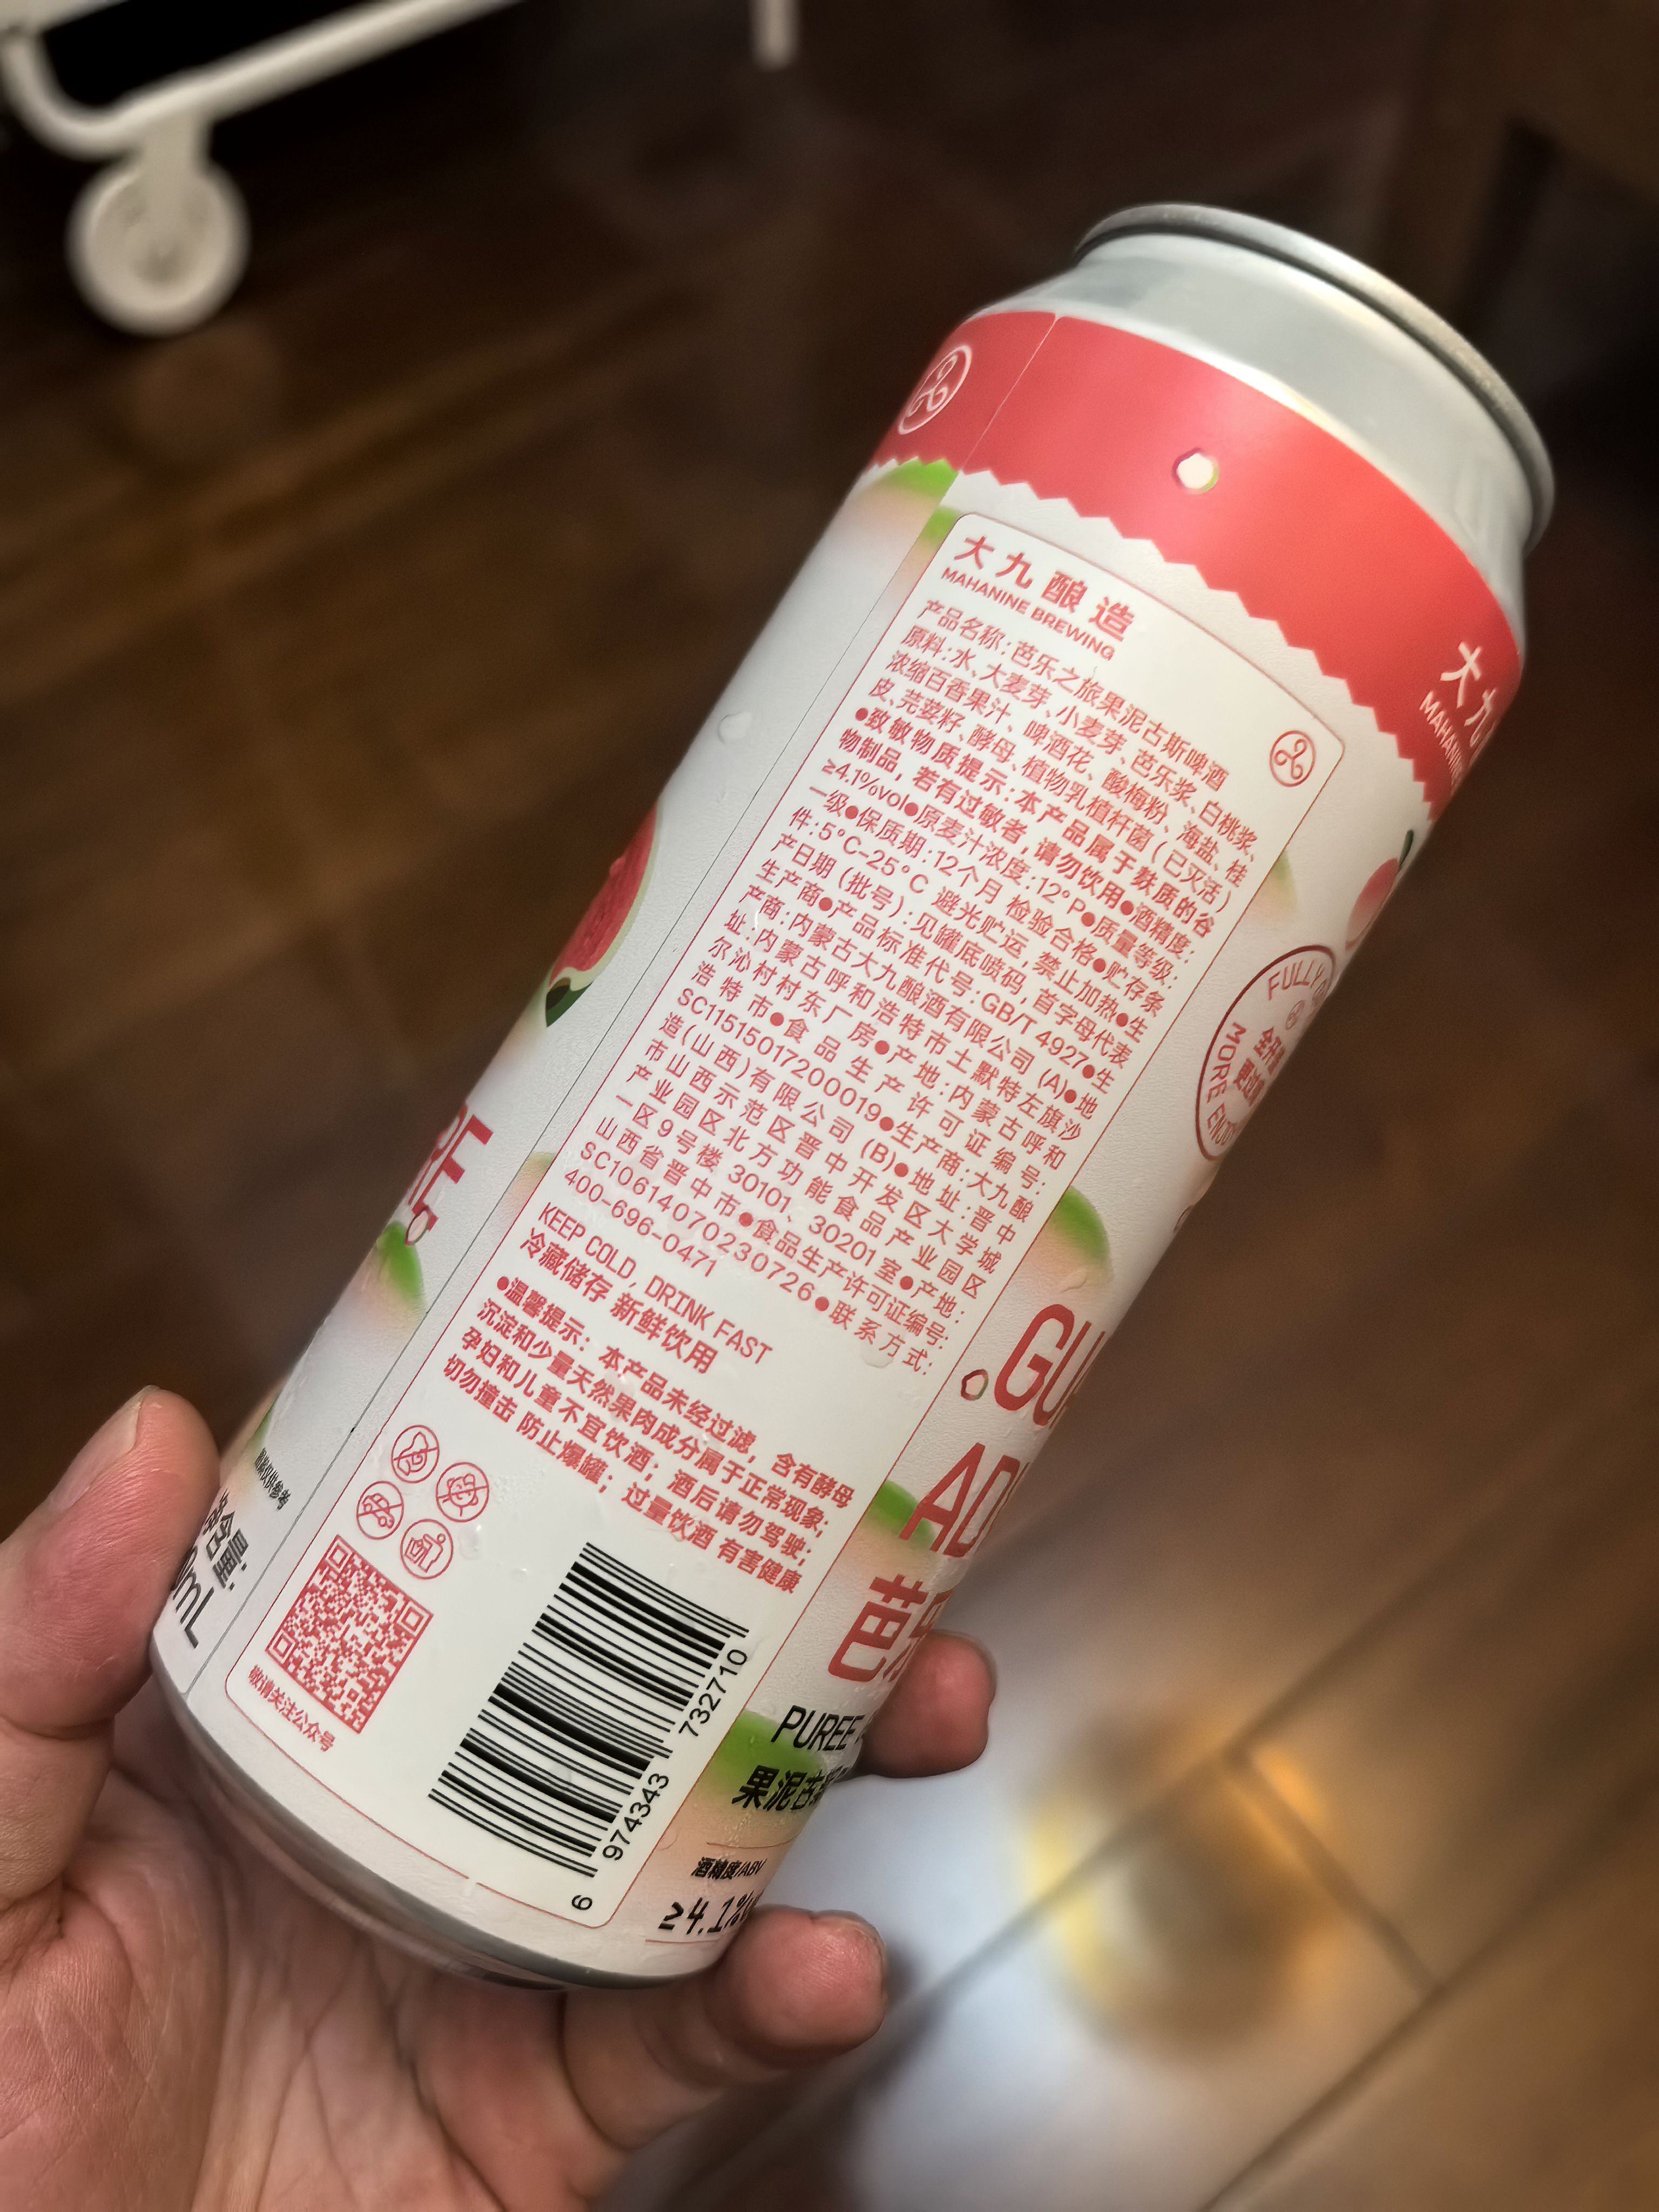 大九酿造
MAHANINE BREWING
产品名称:芭乐之旅果泥古斯啤酒
原料:水、大麦芽、小麦芽、芭乐浆、白桃浆、
浓缩百香果汁、啤酒花、酸梅粉、海盐、桂
皮、芫荽籽、酵母、植物乳植杆菌(已灭活)
●致敏物质提示:本产品属于麸质的谷
物制品,若有过敏者,请勿饮用●酒精度:
≥4.1%vol●原麦汁浓度:12°P●质量等级:
一级●保质期:12个月 检验合格●贮存条
件:5°C-25°C 避光贮运,禁止加热●生
产日期(批号):见罐底喷码,首字母代表
生产商●产品标准代号:GB/T 4927●生
产商:内蒙古大九酿酒有限公司(A)●地
址:内蒙古呼和浩特市土默特左旗沙
尔沁村村东厂房●产地:内蒙古呼和
浩特市●食品生产许可证编号:
SC11515017200019●生产商:大九酿
造(山西)有限公司(B)●地址:晋中
市山西示范区晋中开发区大学城
产业园区北方功能食品产业园区
一区9号楼30101、30201室●产地:
山西省晋中市●食品生产许可证编号:
SC10614070230726●联系方式:
400-696-0471
KEEP COLD, DRINK FAST
冷藏储存 新鲜饮用
●温馨提示:本产品未经过滤,含有酵母
沉淀和少量天然果肉成分属于正常现象;
孕妇和儿童不宜饮酒;酒后请勿驾驶;
切勿撞击 防止爆罐;过量饮酒 有害健康
敬请关注公众号
6 974343 732710
大九
FULLY
MORE
芭乐
PUREE
果泥古斯
酒精度/ABV
≥4.1%
仅供参考
含量:
mL